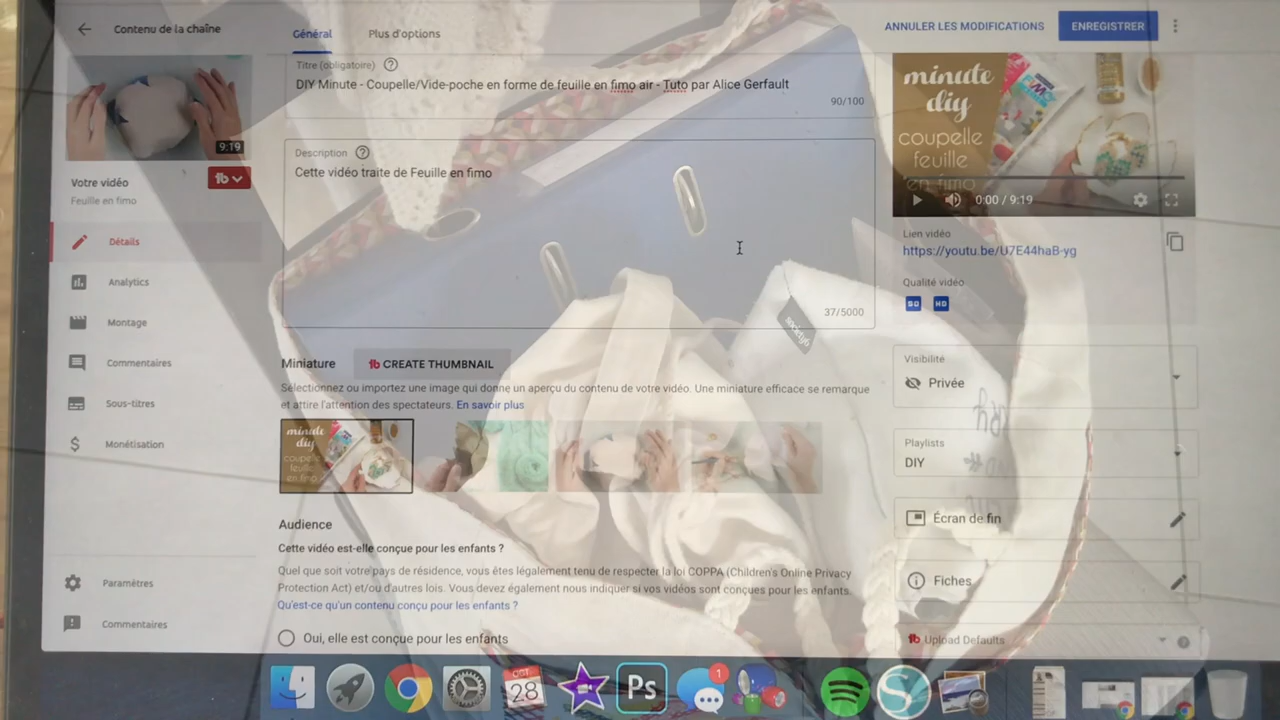 Contenu de la chaîne
Général
Plus d'options
ANNULER LES MODIFICATIONS
ENREGISTRER
Titre (obligatoire)
DIY Minute - Coupelle/Vide-poche en forme de feuille en fimo air - Tuto par Alice Gerfault
90/100
9:19
Votre vidéo
Feuille en fimo
Description
Cette vidéo traite de Feuille en fimo
37/5000
minute
diy
coupelle
feuille
en fimo
0:00 / 9:19
Lien vidéo
https://youtu.be/U7E44haB-yg
Qualité vidéo
SD HD
Détails
Analytics
Montage
Commentaires
Sous-titres
Monétisation
Paramètres
Commentaires
Miniature
CREATE THUMBNAIL
Sélectionnez ou importez une image qui donne un aperçu du contenu de votre vidéo. Une miniature efficace se remarque
et attire l'attention des spectateurs. En savoir plus
minute
diy
coupelle
feuille
en fimo
Audience
Cette vidéo est-elle conçue pour les enfants ?
Quel que soit votre pays de résidence, vous êtes légalement tenu de respecter la loi COPPA (Children's Online Privacy
Protection Act) et/ou d'autres lois. Vous devez également nous indiquer si vos vidéos sont conçues pour les enfants.
Qu'est-ce qu'un contenu conçu pour les enfants ?
Oui, elle est conçue pour les enfants
Visibilité
Privée
Playlists
DIY
Écran de fin
Fiches
Upload Defaults
society6
OCT
28
Ps
1